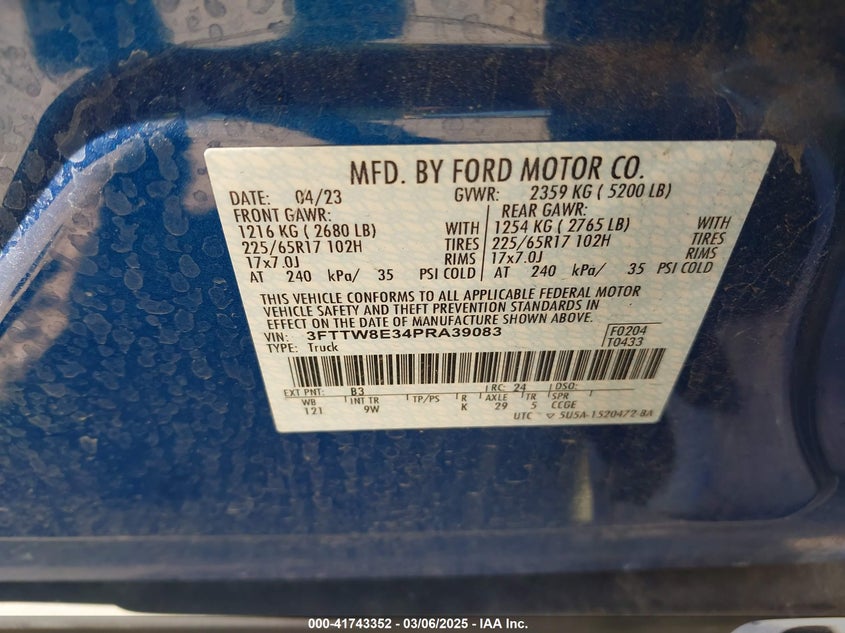 MFD. BY FORD MOTOR CO.
DATE: 04/23 GVWR: 2359 KG ( 5200 LB)
FRONT GAWR: REAR GAWR:
1216 KG ( 2680 LB) WITH 1254 KG ( 2765 LB) WITH
225/65R17 102H TIRES 225/65R17 102H TIRES
17x7.0J RIMS 17x7.0J RIMS
AT 240 kPa/ 35 PSI COLD AT 240 kPa/ 35 PSI COLD
THIS VEHICLE CONFORMS TO ALL APPLICABLE FEDERAL MOTOR
VEHICLE SAFETY AND THEFT PREVENTION STANDARDS IN
EFFECT ON THE DATE OF MANUFACTURE SHOWN ABOVE.
VIN: 3FTTW8E34PRA39083 F0204
TYPE: Truck T0433
EXT PNT: B3 RC: 24 DSO:
WB INT TR TP/PS R AXLE TR SPR
121 9W K 29 5 CCGE
UTC ▽ 5U5A-1520472-BA
000-41743352 - 03/06/2025 - IAA Inc.